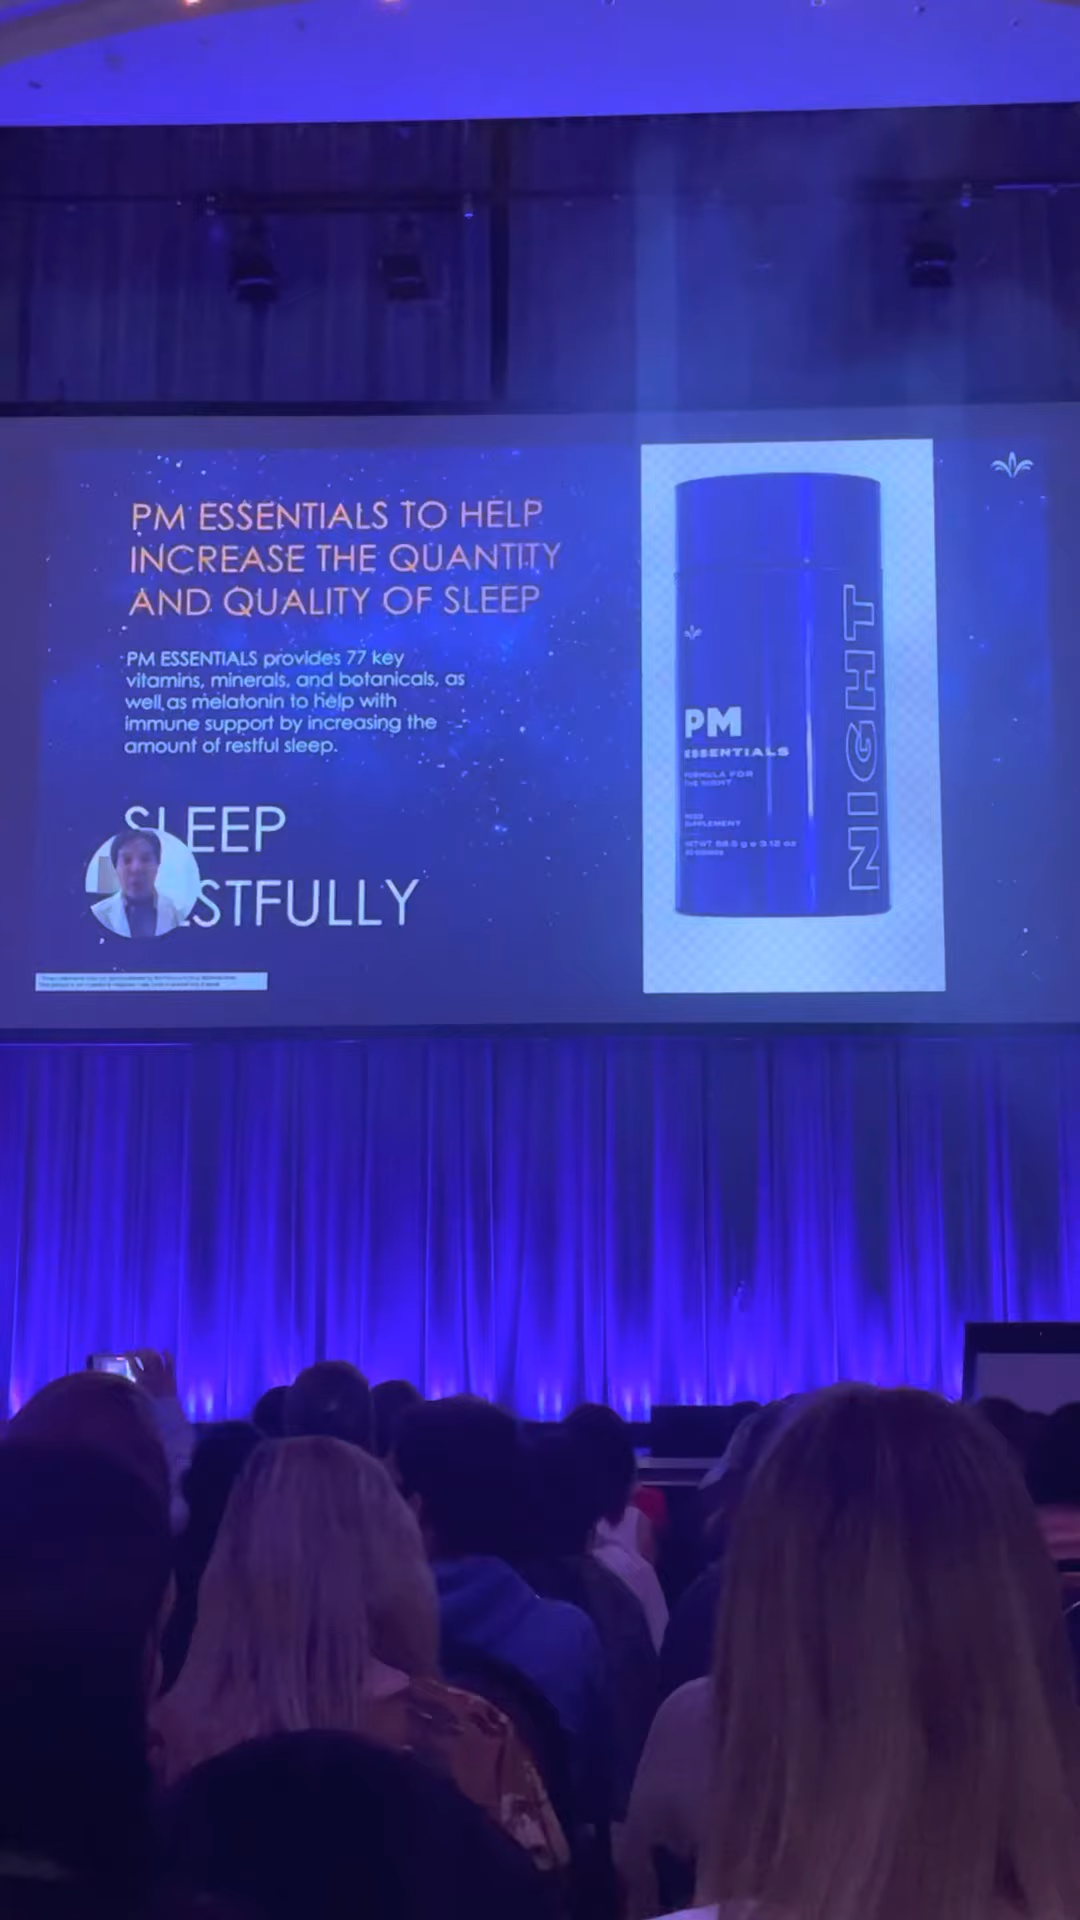 PM ESSENTIALS TO HELP
INCREASE THE QUANTITY
AND QUALITY OF SLEEP
PM ESSENTIALS provides 77 key
vitamins, minerals, and botanicals, as
well as melatonin to help with
immune support by increasing the
amount of restful sleep.
SLEEP
STFULLY
PM
ESSENTIALS
FORMULA FOR
THE NIGHT
SUPPLEMENT
NIGHT